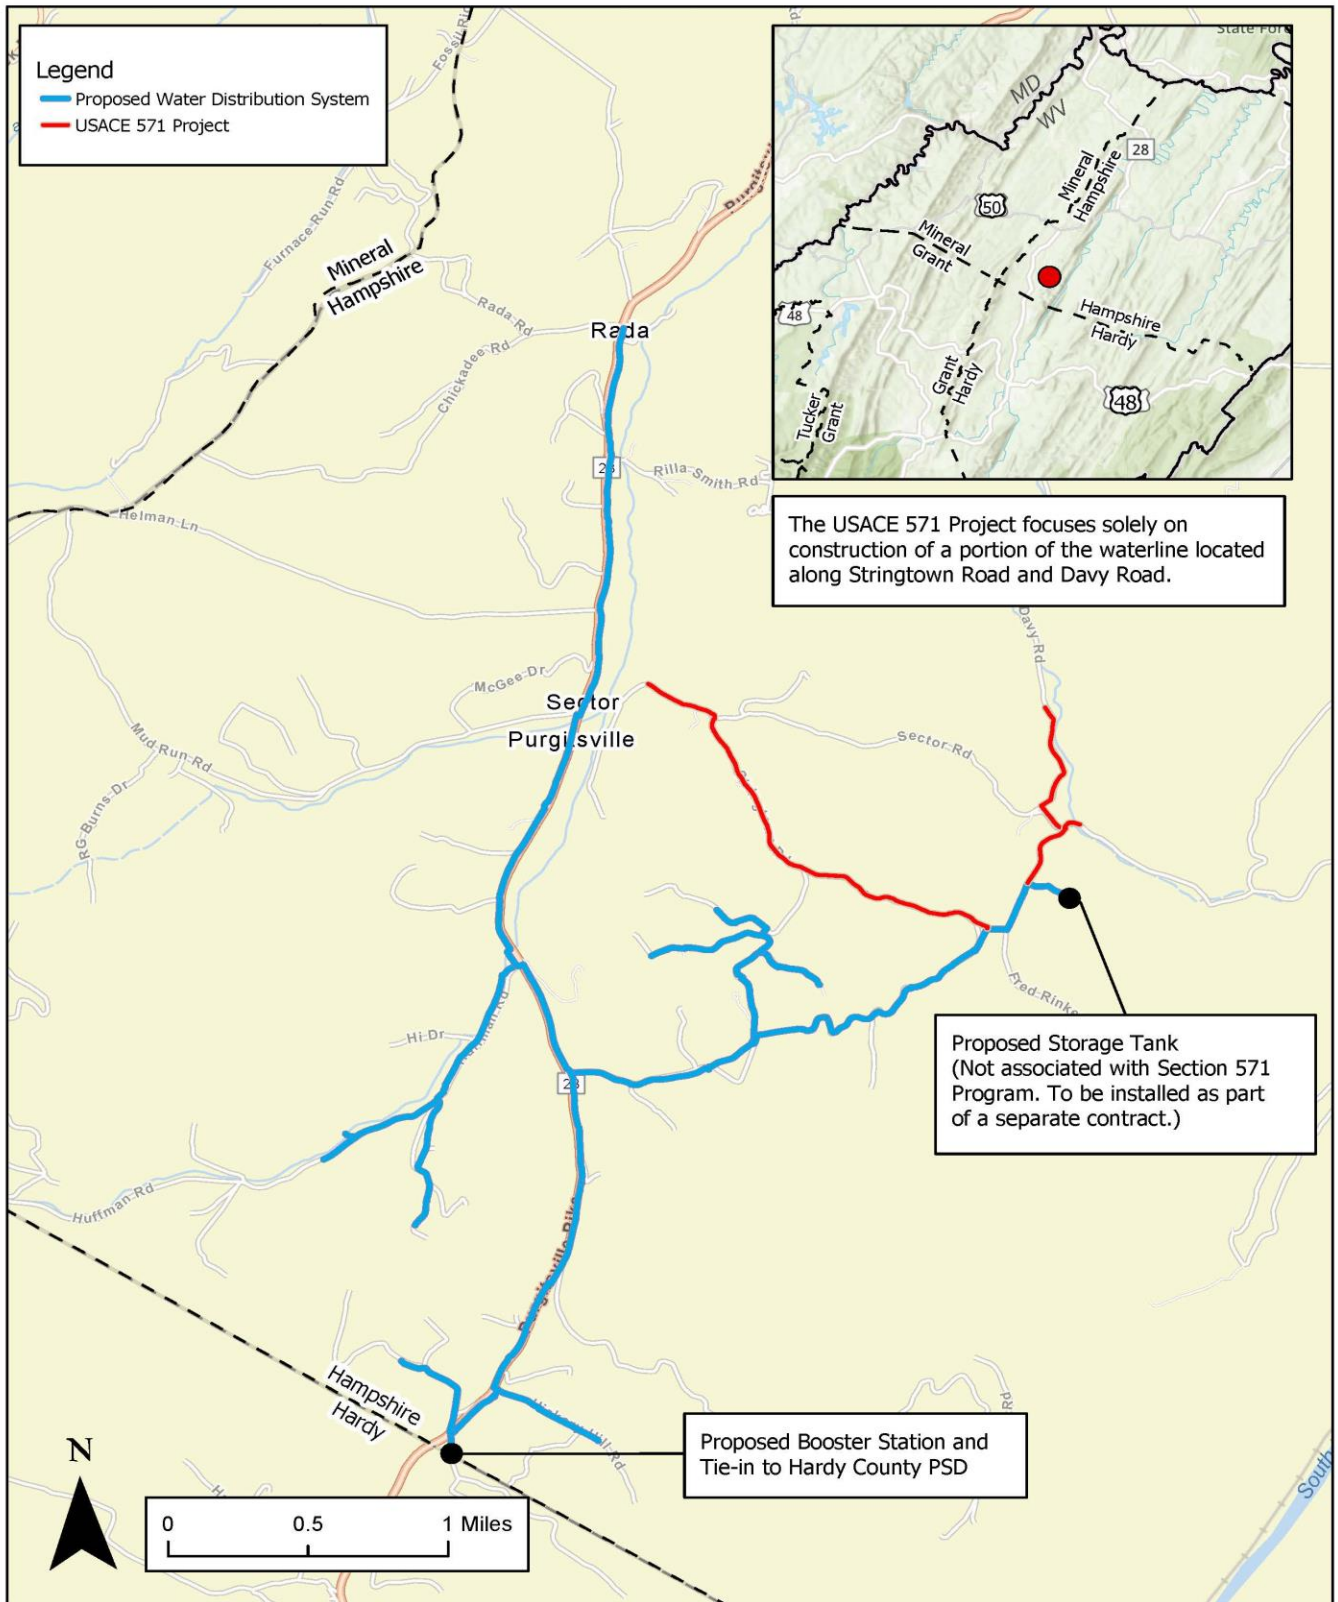 Legend
Proposed Water Distribution System
USACE 571 Project
State
MD
WV
28
Mineral
Hampshire
50
Mineral
Grant
48
Hampshire
Hardy
Grant
Hardy
48
Tucker
Grant
The USACE 571 Project focuses solely on
construction of a portion of the waterline located
along Stringtown Road and Davy Road.
Rd
Furnace Run Rd
Mineral
Hampshire
Rada Rd
Rada
Chickadee Rd
Rilla Smith Rd
Helman Ln
Davy Rd
McGee Dr
Sector
Purgitsville
Mud Run Rd
Sector Rd
RG Burns Dr
Hi Dr
Proposed Storage Tank
(Not associated with Section 571
Program. To be installed as part
of a separate contract.)
Huffman Rd
Hampshire
Hardy
Rd
Rd
Proposed Booster Station and
Tie-in to Hardy County PSD
N
0 0.5 1 Miles
South